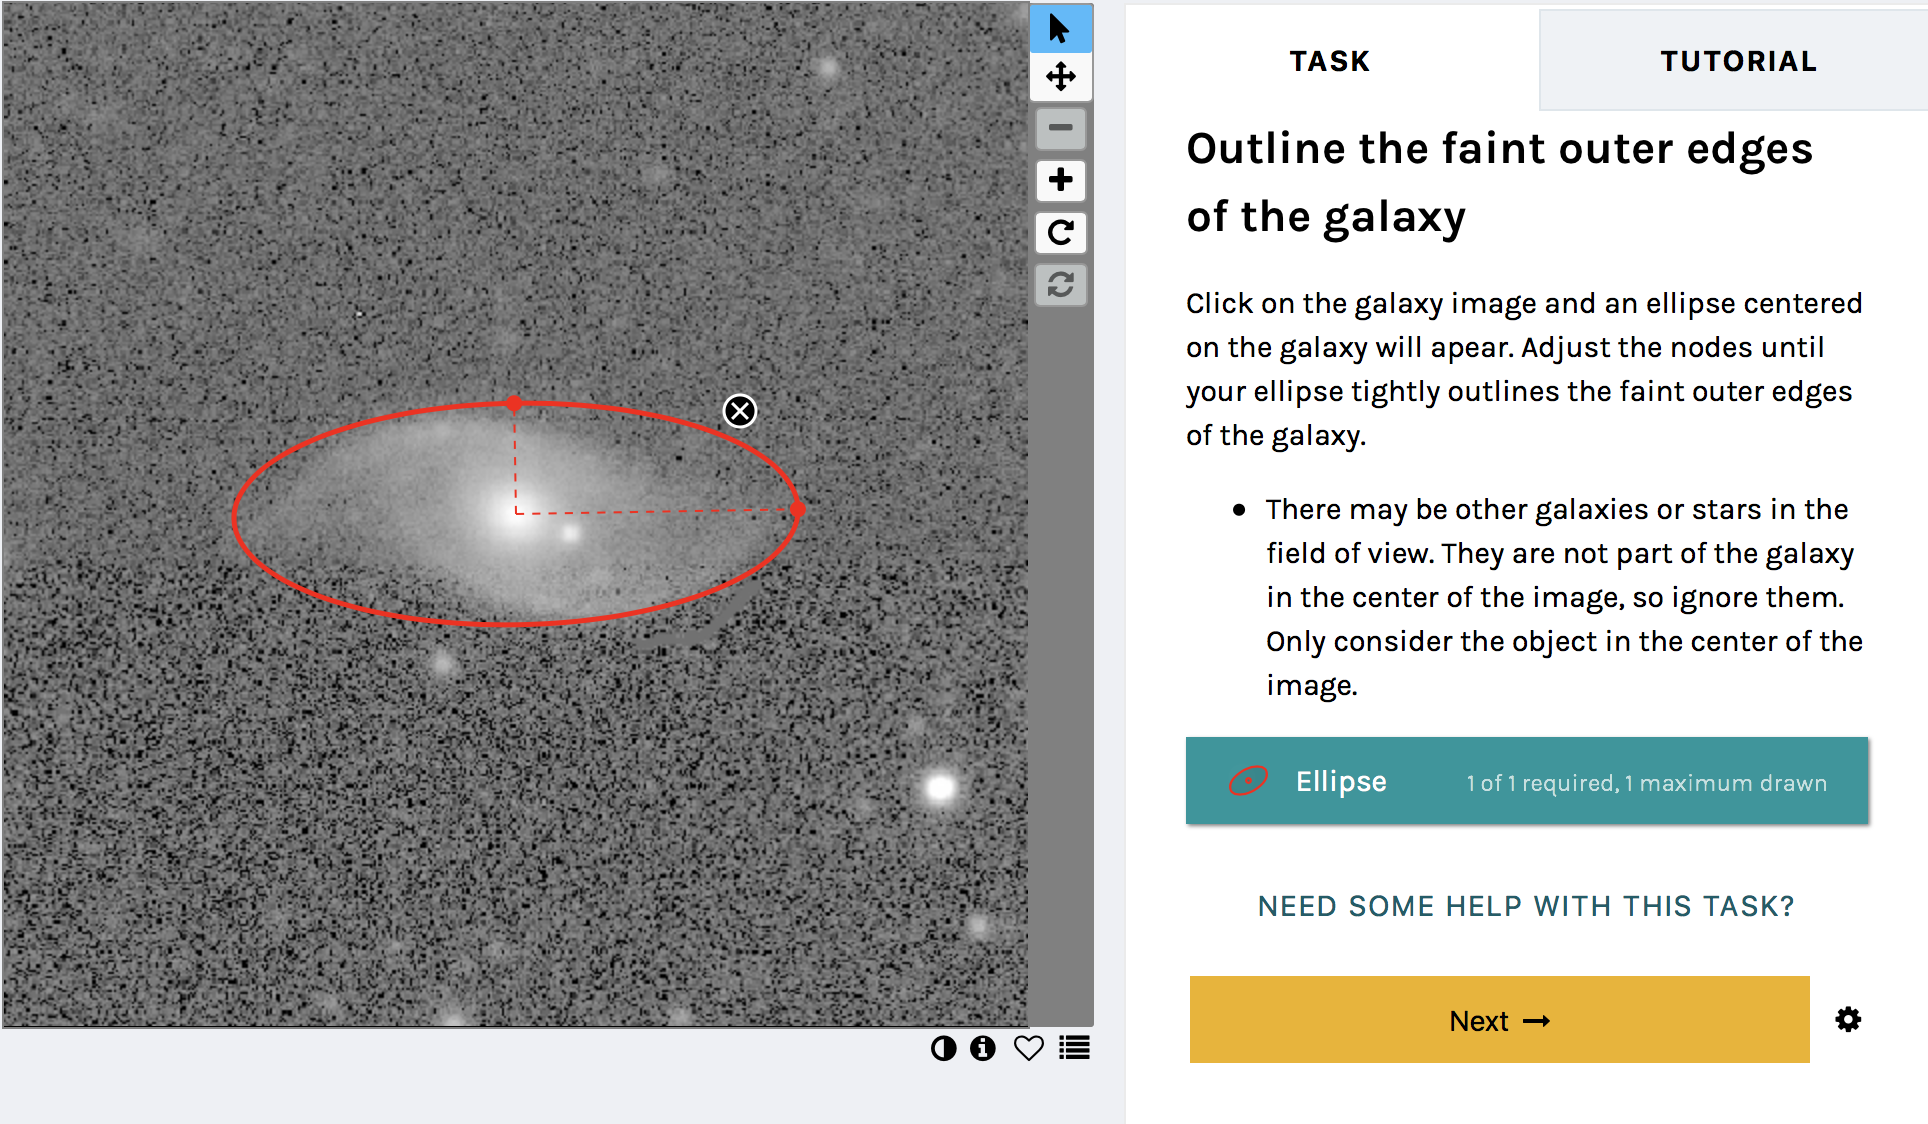 TASK
TUTORIAL
Outline the faint outer edges
of the galaxy
Click on the galaxy image and an ellipse centered
on the galaxy will apear. Adjust the nodes until
your ellipse tightly outlines the faint outer edges
of the galaxy.
There may be other galaxies or stars in the
field of view. They are not part of the galaxy
in the center of the image, so ignore them.
Only consider the object in the center of the
image.
Ellipse 1 of 1 required, 1 maximum drawn
NEED SOME HELP WITH THIS TASK?
Next →